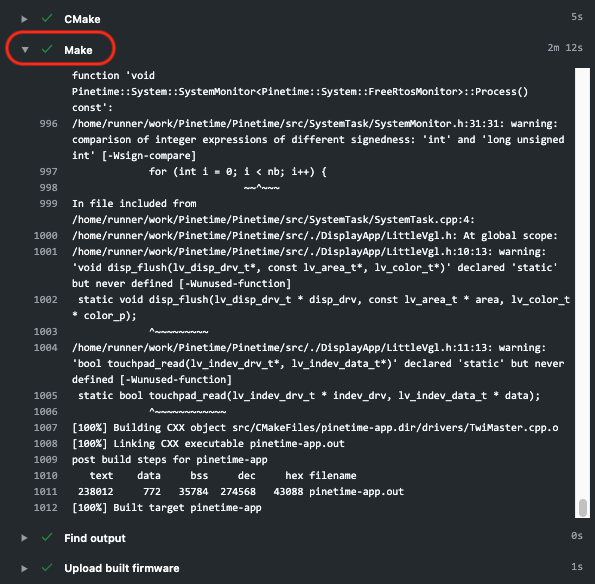 CMake 5s
Make 2m 12s
function 'void
Pinetime::System::SystemMonitor<Pinetime::System::FreeRtosMonitor>::Process()
const':
996 /home/runner/work/Pinetime/Pinetime/src/SystemTask/SystemMonitor.h:31:31: warning:
comparison of integer expressions of different signedness: 'int' and 'long unsigned
int' [-Wsign-compare]
997 for (int i = 0; i < nb; i++) {
998 ~~^~~~
999 In file included from
/home/runner/work/Pinetime/Pinetime/src/SystemTask/SystemTask.cpp:4:
1000 /home/runner/work/Pinetime/Pinetime/src/./DisplayApp/LittleVgl.h: At global scope:
1001 /home/runner/work/Pinetime/Pinetime/src/./DisplayApp/LittleVgl.h:10:13: warning:
'void disp_flush(lv_disp_drv_t*, const lv_area_t*, lv_color_t*)' declared 'static'
but never defined [-Wunused-function]
1002 static void disp_flush(lv_disp_drv_t * disp_drv, const lv_area_t * area, lv_color_t
* color_p);
1003 ^~~~~~~~~~
1004 /home/runner/work/Pinetime/Pinetime/src/./DisplayApp/LittleVgl.h:11:13: warning:
'bool touchpad_read(lv_indev_drv_t*, lv_indev_data_t*)' declared 'static' but never
defined [-Wunused-function]
1005 static bool touchpad_read(lv_indev_drv_t * indev_drv, lv_indev_data_t * data);
1006 ^~~~~~~~~~~~~
1007 [100%] Building CXX object src/CMakeFiles/pinetime-app.dir/drivers/TwiMaster.cpp.o
1008 [100%] Linking CXX executable pinetime-app.out
1009 post build steps for pinetime-app
1010 text data bss dec hex filename
1011 238012 772 35784 274568 43088 pinetime-app.out
1012 [100%] Built target pinetime-app
Find output 0s
Upload built firmware 1s